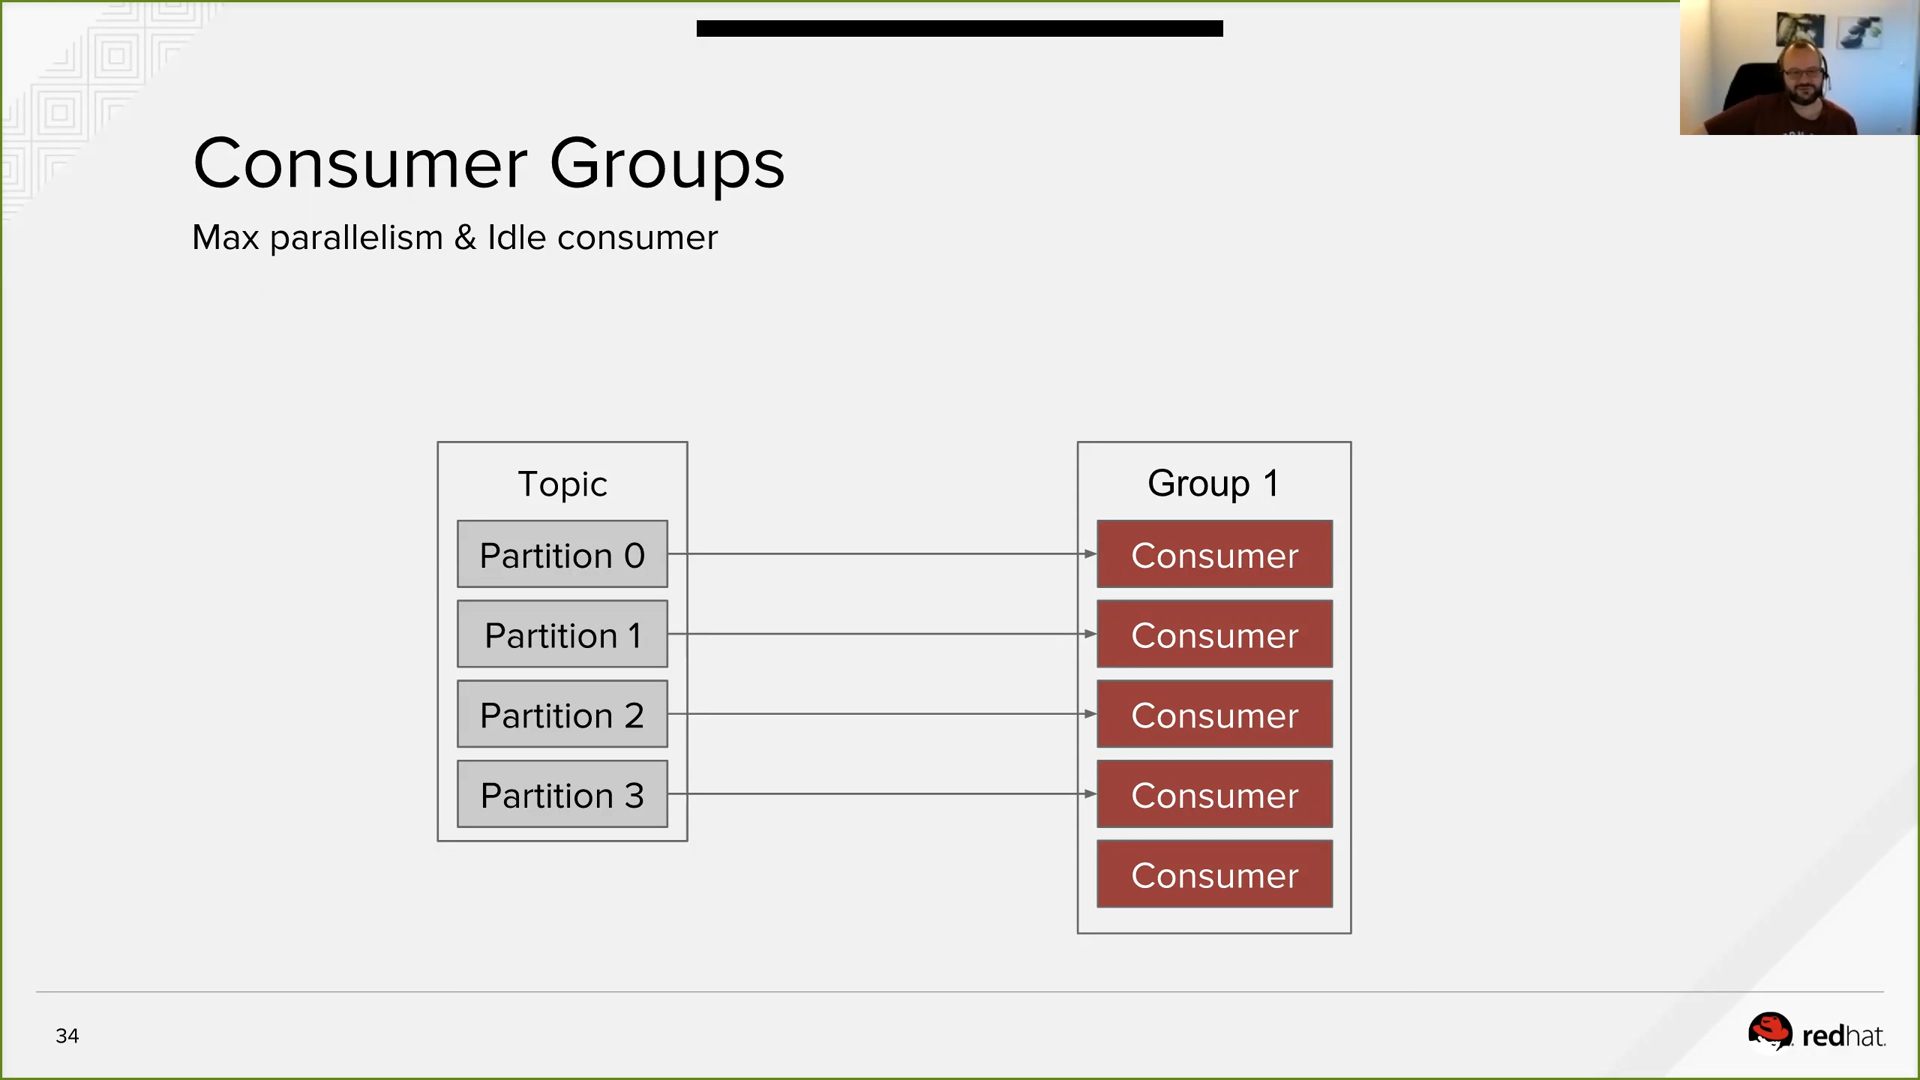 Consumer Groups
Max parallelism & Idle consumer
Topic
Partition 0
Partition 1
Partition 2
Partition 3
Group 1
Consumer
Consumer
Consumer
Consumer
Consumer
34
redhat.